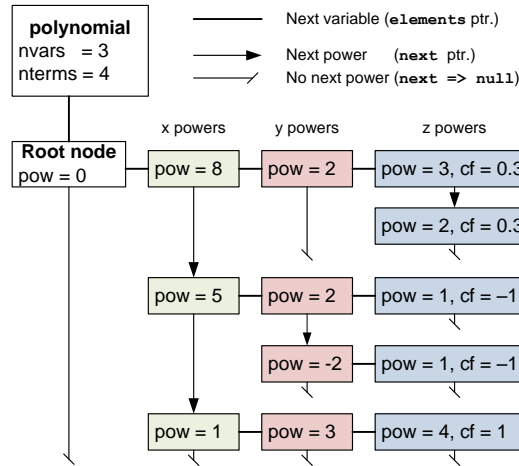 polynomial
nvars = 3
nterms = 4
Next variable (elements ptr.)
Next power (next ptr.)
No next power (next => null)
x powers
y powers
z powers
Root node
pow = 0
pow = 8
pow = 2
pow = 3, cf = 0.3
pow = 2, cf = 0.3
pow = 5
pow = 2
pow = 1, cf = –1
pow = -2
pow = 1, cf = –1
pow = 1
pow = 3
pow = 4, cf = 1